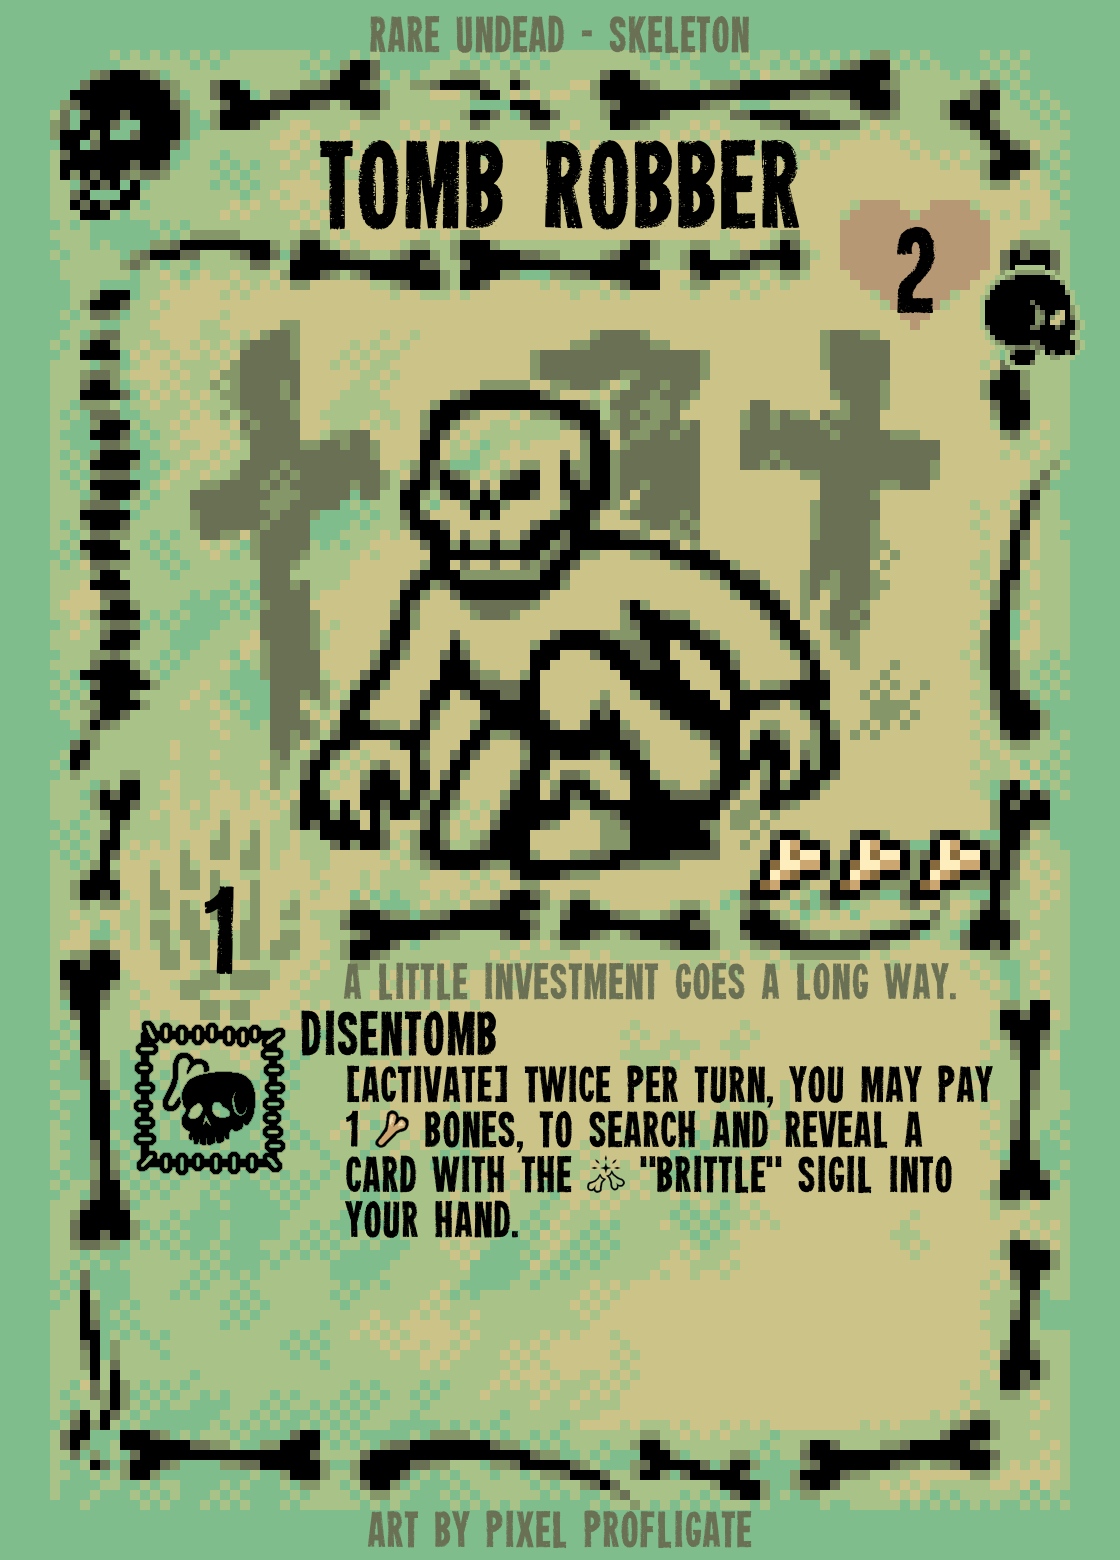 RARE UNDEAD - SKELETON
TOMB ROBBER
2
1
A LITTLE INVESTMENT GOES A LONG WAY.
DISENTOMB
[ACTIVATE] TWICE PER TURN, YOU MAY PAY
1 BONES, TO SEARCH AND REVEAL A
CARD WITH THE "BRITTLE" SIGIL INTO
YOUR HAND.
ART BY PIXEL PROFLIGATE